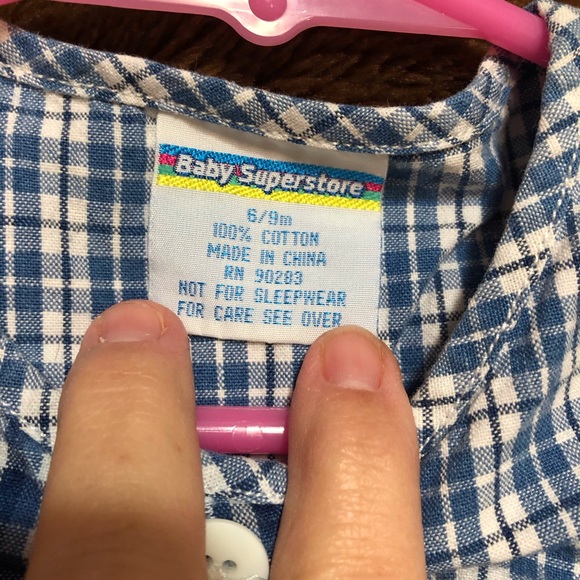 Baby Superstore
6/9m
100% COTTON
MADE IN CHINA
RN 90283
NOT FOR SLEEPWEAR
FOR CARE SEE OVER